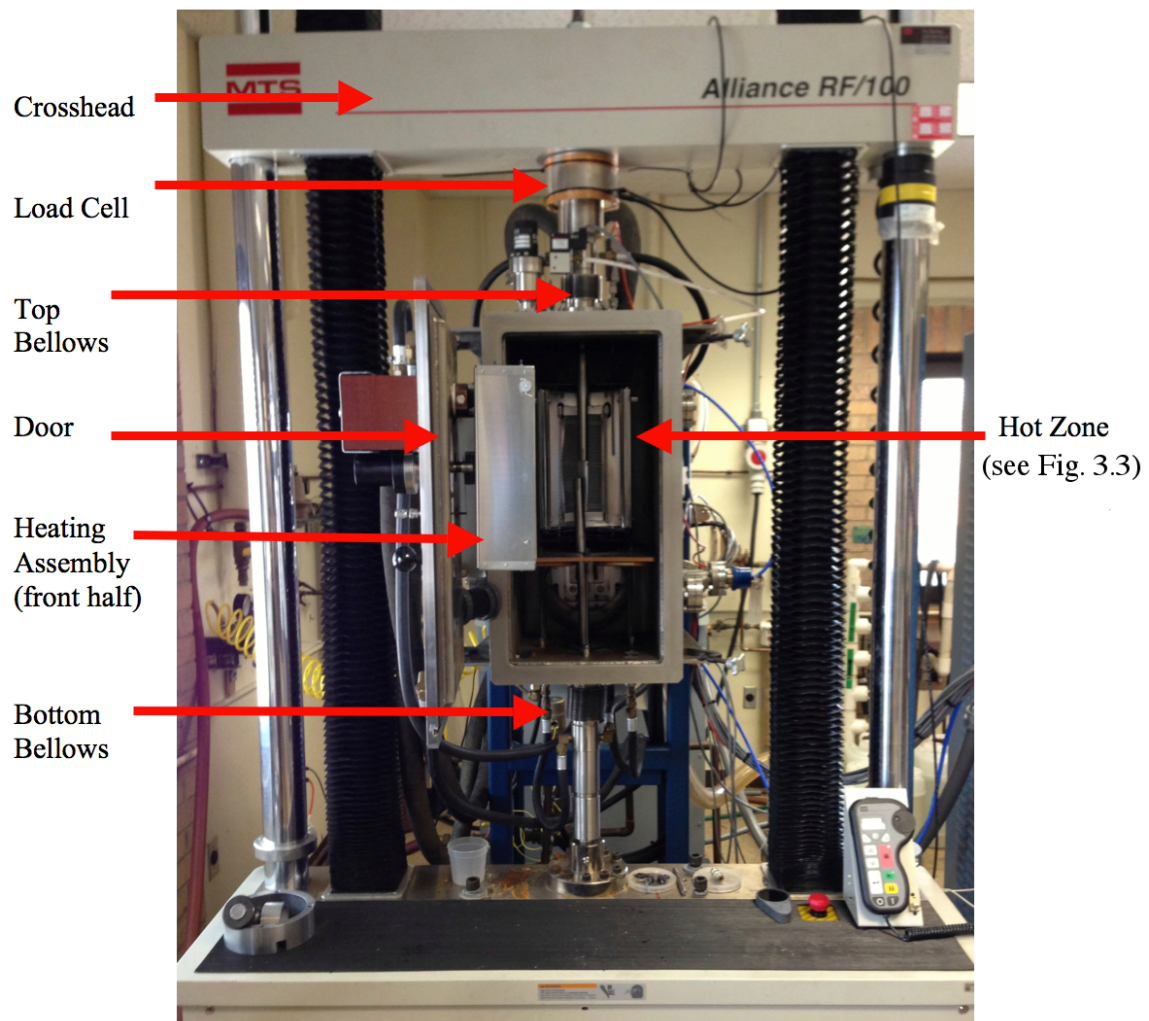 MTS
Alliance RF/100
Crosshead
Load Cell
Top
Bellows
Door
Hot Zone
(see Fig. 3.3)
Heating
Assembly
(front half)
Bottom
Bellows